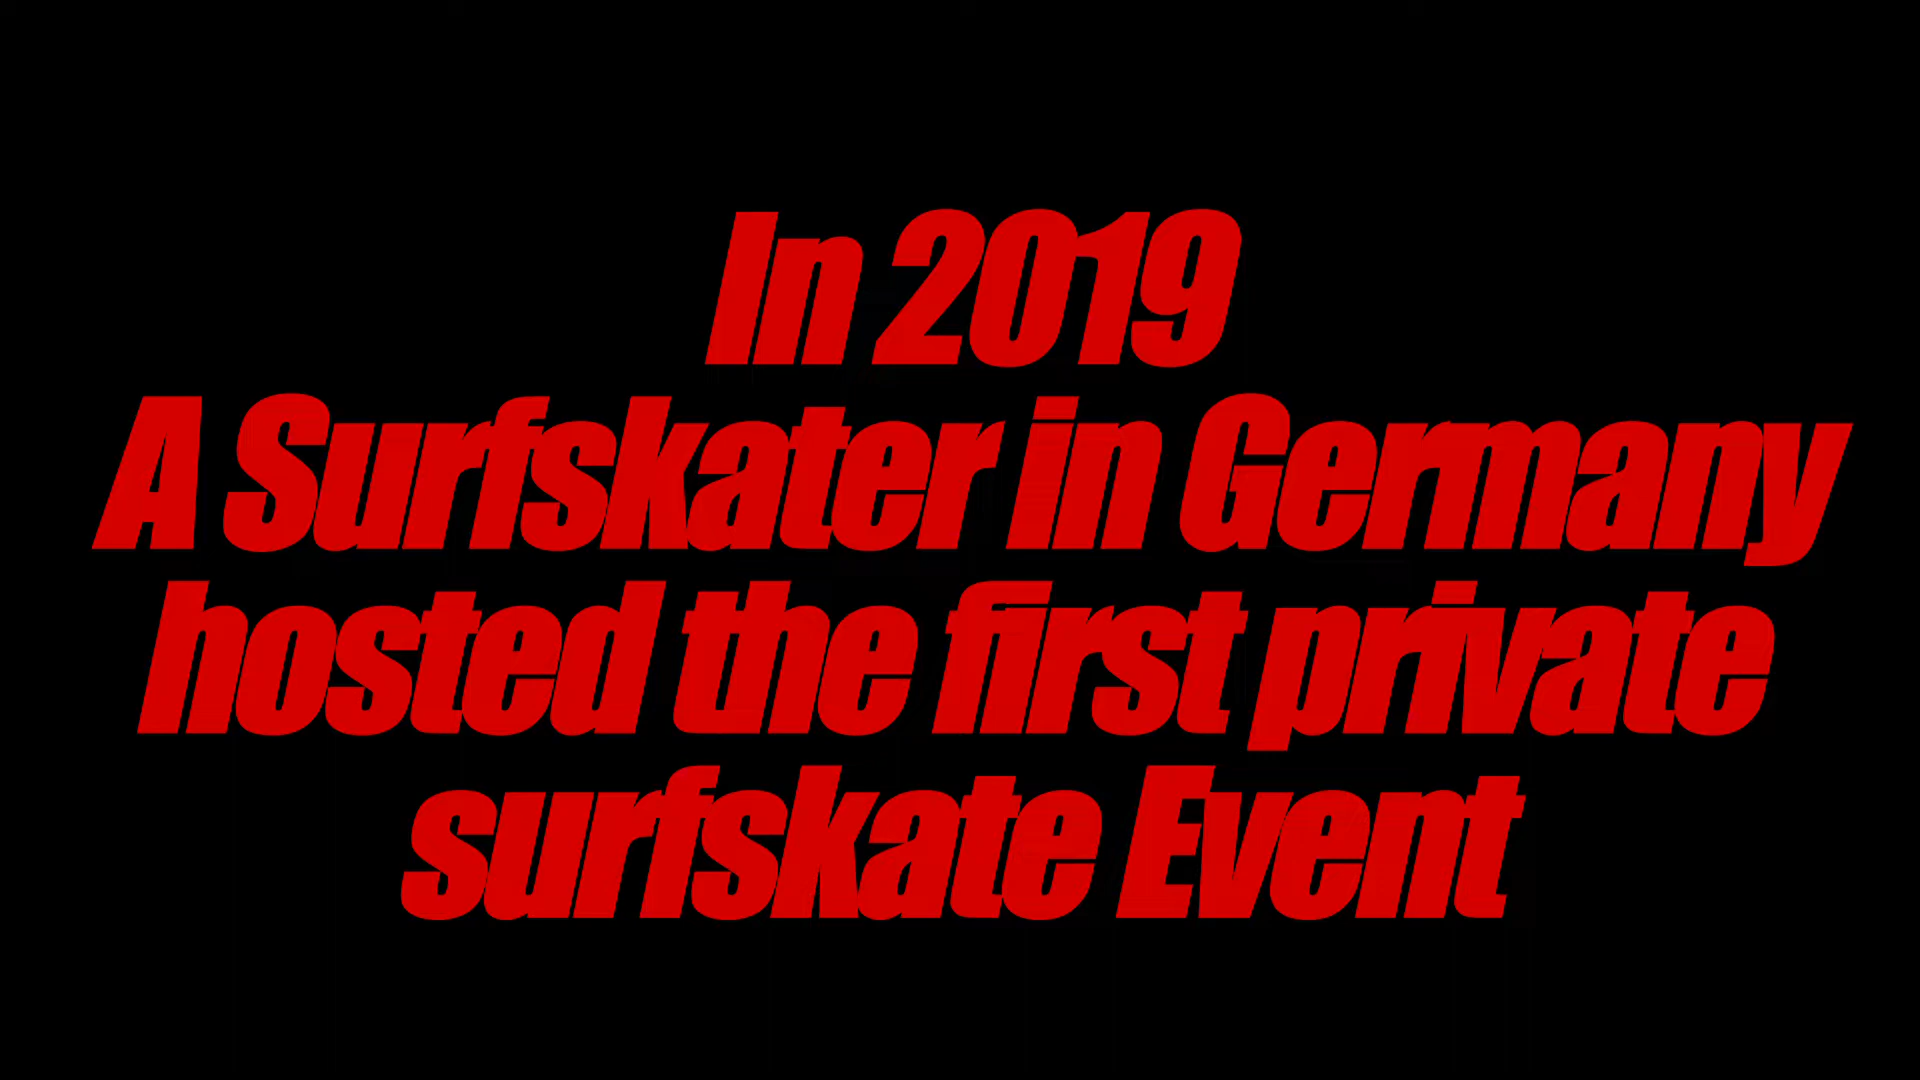 In 2019
A Surfskater in Germany
hosted the first private
surfskate Event